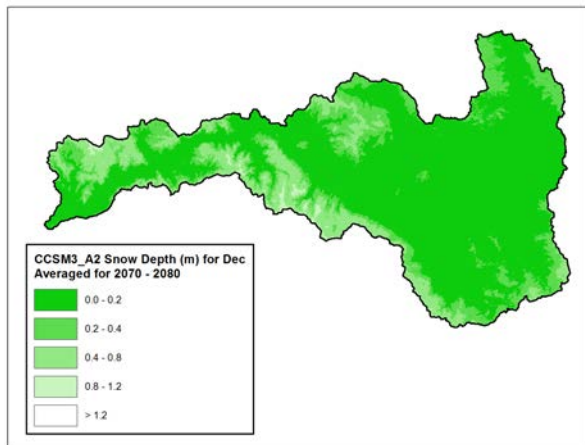 CCSM3_A2 Snow Depth (m) for Dec
Averaged for 2070 - 2080
0.0 - 0.2
0.2 - 0.4
0.4 - 0.8
0.8 - 1.2
> 1.2